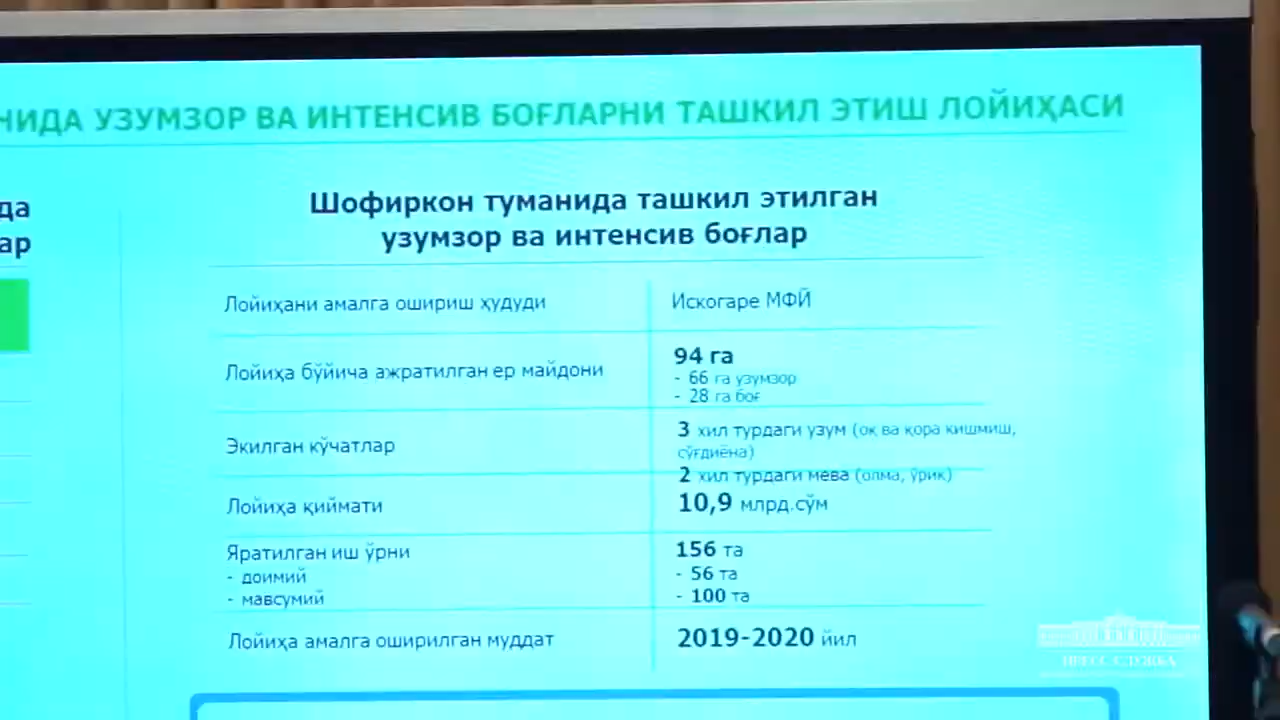 НИДА УЗУМЗОР ВА ИНТЕНСИВ БОҒЛАРНИ ТАШКИЛ ЭТИШ ЛОЙИҲАСИ
да
ар
Шофиркон туманида ташкил этилган
узумзор ва интенсив боғлар
Лойиҳани амалга ошириш ҳудуди
Искогаре МФЙ
Лойиҳа бўйича ажратилган ер майдони
94 га
- 66 га узумзор
- 28 га боғ
Экилган кўчатлар
3 хил турдаги узум (оқ ва қора кишмиш,
сўғдиёна)
2 хил турдаги мева (олма, ўрик)
Лойиҳа қиймати
10,9 млрд.сўм
Яратилган иш ўрни
156 та
- доимий
- 56 та
- мавсумий
- 100 та
Лойиҳа амалга оширилган муддат
2019-2020 йил
ПРЕСС-СЛУЖБА